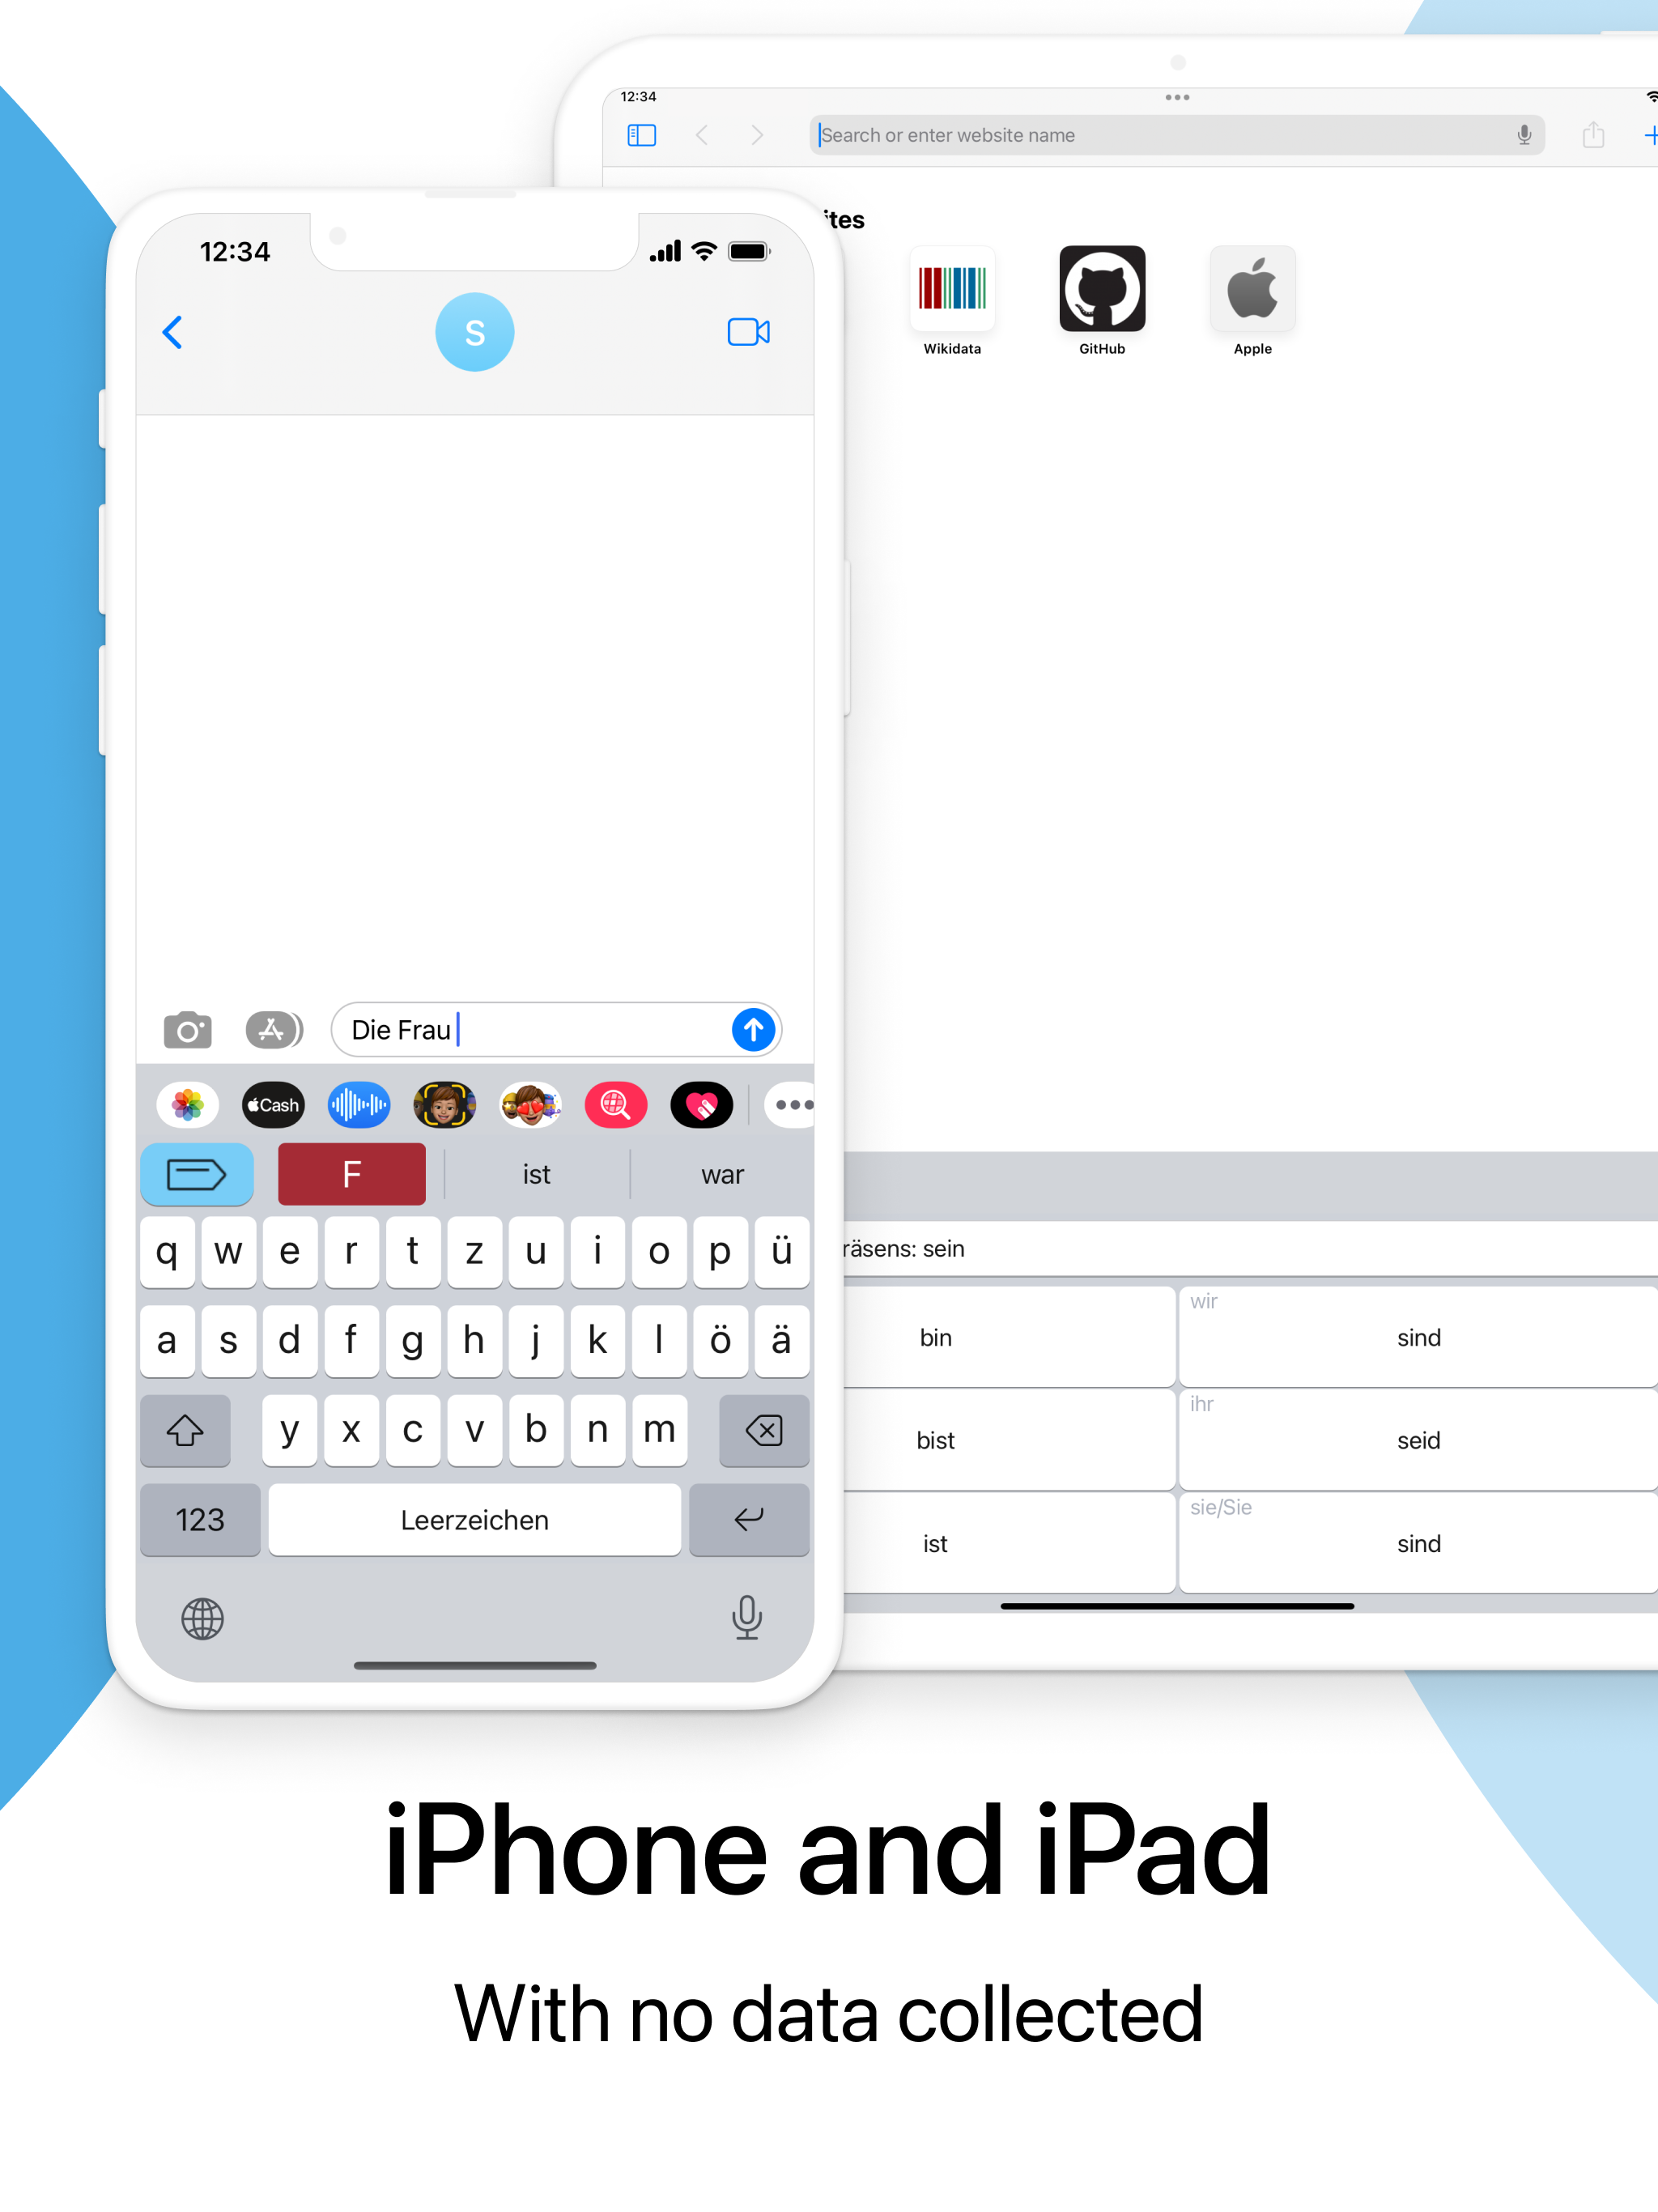 12:34
Search or enter website name
ites
Wikidata
GitHub
Apple
12:34
S
Die Frau
Cash
F
ist
war
q w e r t z u i o p ü
a s d f g h j k l ö ä
y x c v b n m
123
Leerzeichen
räsens: sein
bin
wir
sind
bist
ihr
seid
ist
sie/Sie
sind
iPhone and iPad
With no data collected